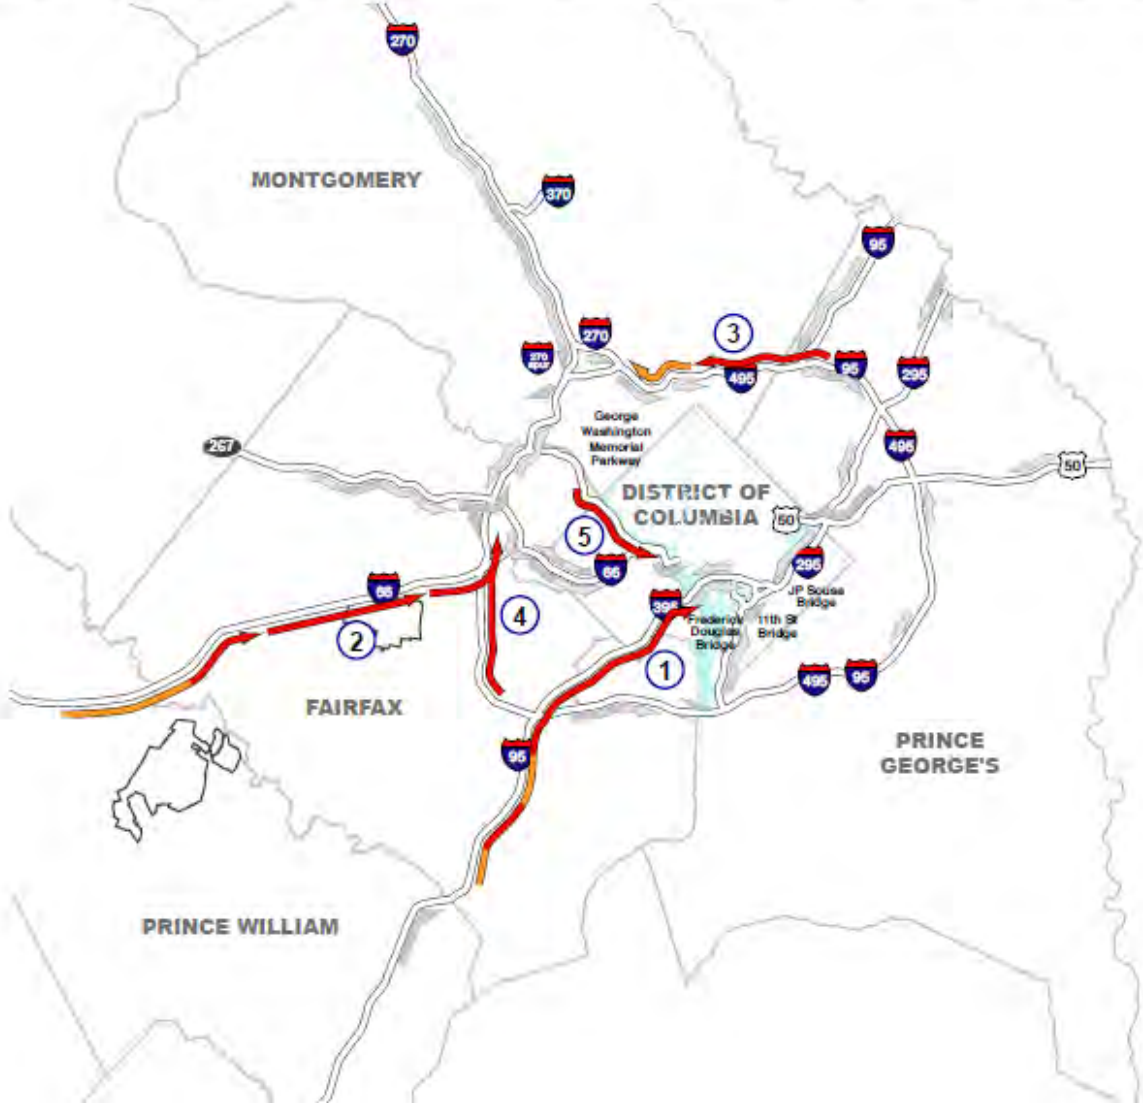 270
MONTGOMERY
370
95
3
270
270
spur
495
95
295
George
Washington
Memorial
Parkway
267
495
50
DISTRICT OF
COLUMBIA
50
5
66
295
66
4
395
JP Sousa
Bridge
Frederick
Douglas
Bridge
11th St
Bridge
2
1
495
95
FAIRFAX
95
PRINCE
GEORGE'S
PRINCE WILLIAM